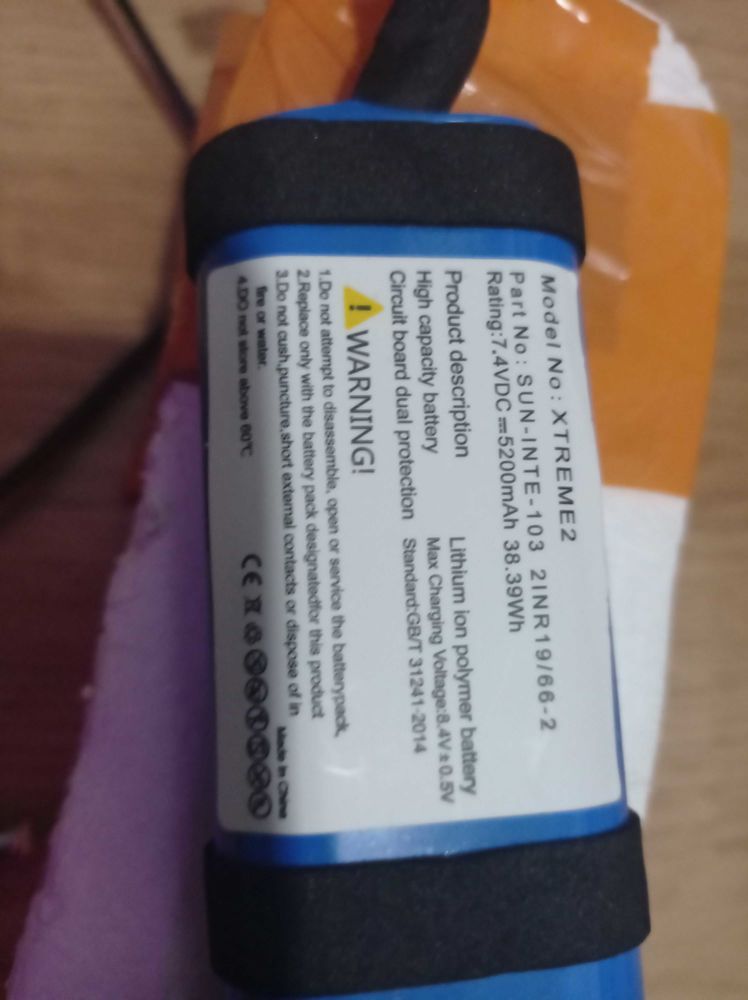 Model No: XTREME2
Part No: SUN-INTE-103 2INR19/66-2
Rating:7.4VDC⎓5200mAh 38.39Wh
Product description Lithium ion polymer battery
High capacity battery Max Charging Voltage:8.4V±0.5V
Circuit board dual protection Standard:GB/T 31241-2014
WARNING!
1.Do not attempt to disassemble, open or service the batterypack,
2.Replace only with the battery pack designatedfor this product
3.Do not cush,puncture,short external contacts or dispose of in
fire or water.
4.DO not store above 60℃
Made in China
CE